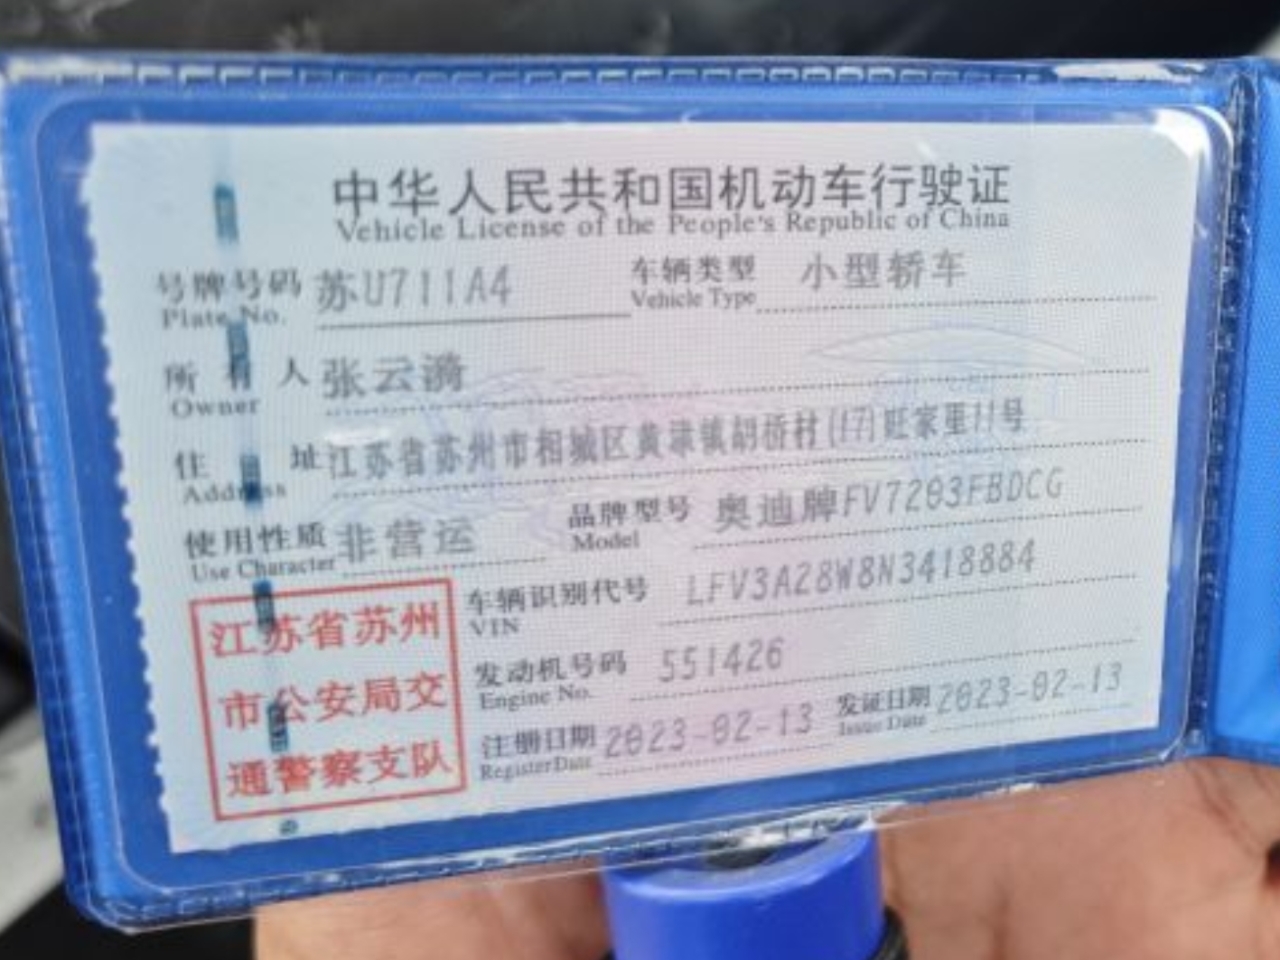 中华人民共和国机动车行驶证
Vehicle License of the People's Republic of China
号牌号码 苏U711A4 车辆类型 小型轿车
Plate No. Vehicle Type
所有人 张云漪
Owner
住址 江苏省苏州市相城区黄埭镇胡桥村(17)旺家里11号
Address
使用性质 非营运 品牌型号 奥迪牌FV7203FBDCG
Use Character Model
车辆识别代号 LFV3A28W8N3418884
VIN
发动机号码 551426
Engine No.
注册日期 2023-02-13 发证日期 2023-02-13
Register Date Issue Date
江苏省苏州
市公安局交
通警察支队